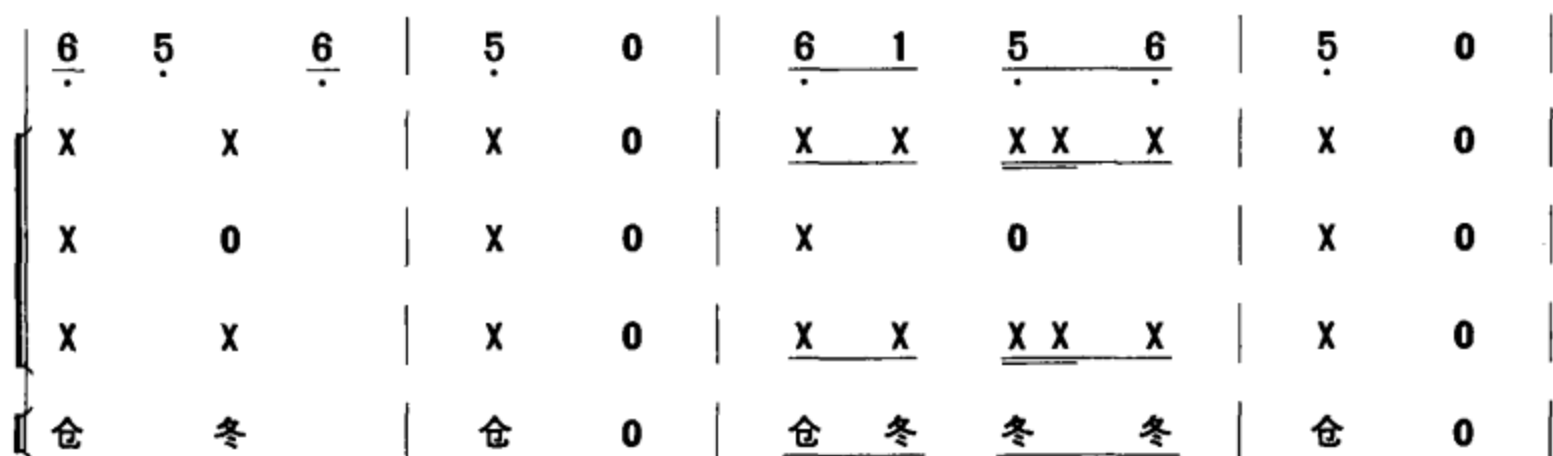 6 5 6 | 5 0 | 6 1 5 6 | 5 0 |
X X | X 0 | X X X X X | X 0 |
X 0 | X 0 | X 0 | X 0 |
X X | X 0 | X X X X X | X 0 |
仓 冬 | 仓 0 | 仓 冬 冬 冬 | 仓 0 |